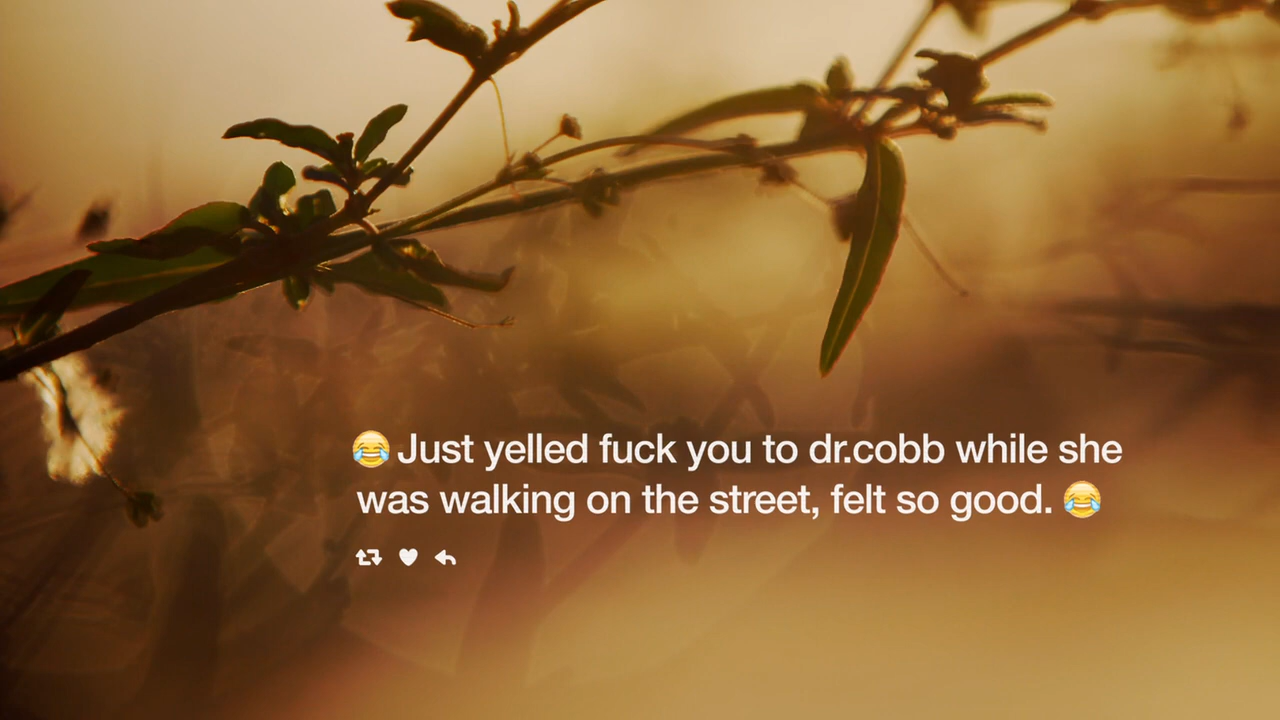 😂 Just yelled fuck you to dr.cobb while she
was walking on the street, felt so good. 😂